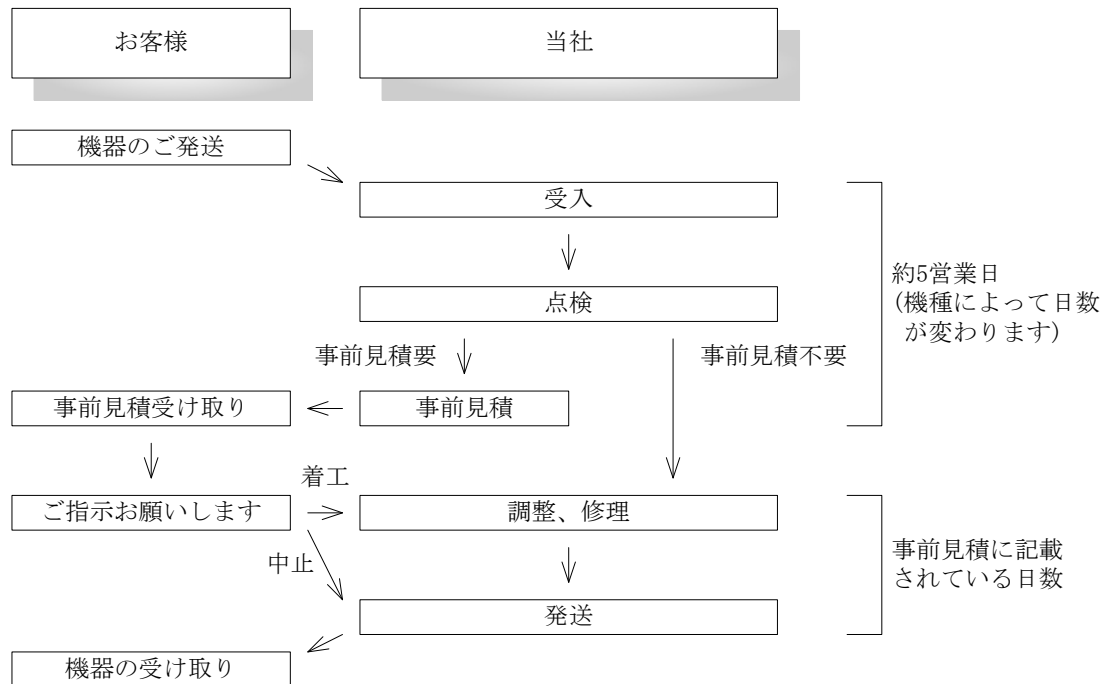 お客様
当社
機器のご発送
受入
点検
約5営業日
(機種によって日数
が変わります)
事前見積要
事前見積不要
事前見積受け取り
事前見積
着工
ご指示お願いします
調整、修理
中止
事前見積に記載
されている日数
発送
機器の受け取り